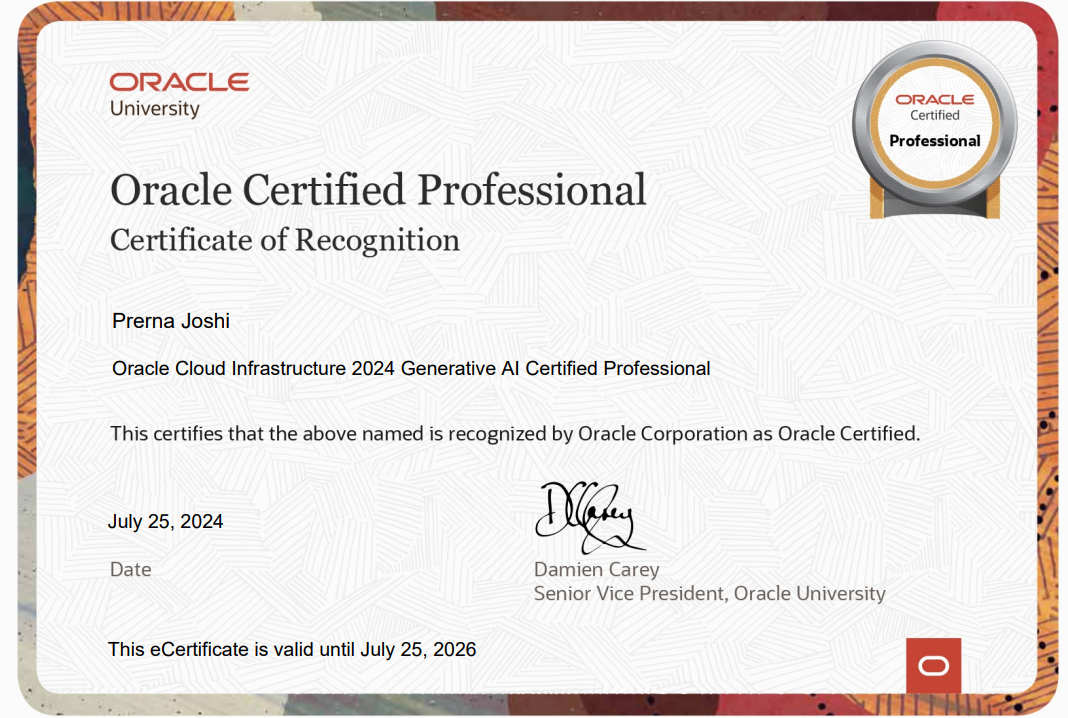 ORACLE
University
ORACLE
Certified
Professional
Oracle Certified Professional
Certificate of Recognition
Prerna Joshi
Oracle Cloud Infrastructure 2024 Generative AI Certified Professional
This certifies that the above named is recognized by Oracle Corporation as Oracle Certified.
DCarey
July 25, 2024
Date
Damien Carey
Senior Vice President, Oracle University
This eCertificate is valid until July 25, 2026